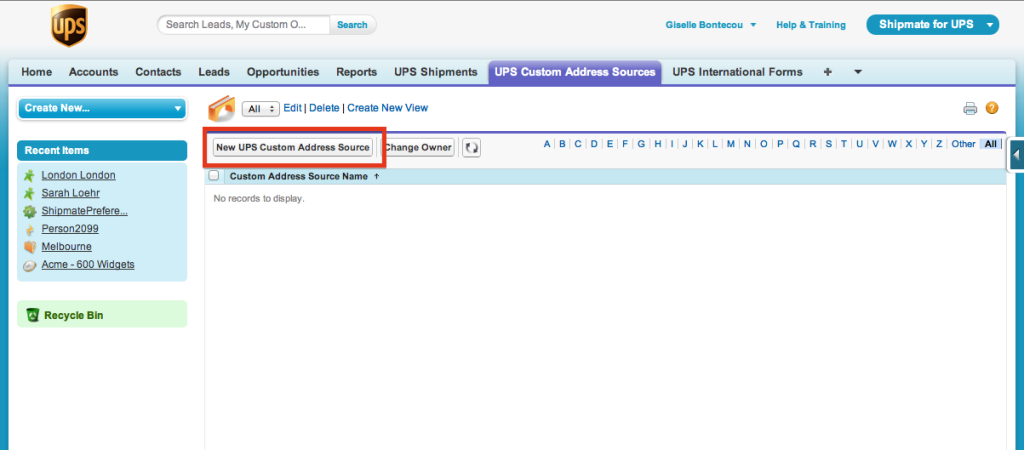 ups
Search Leads, My Custom O...
Search
Giselle Bontecou
Help & Training
Shipmate for UPS
Home Accounts Contacts Leads Opportunities Reports UPS Shipments UPS Custom Address Sources UPS International Forms +
Create New...
All Edit | Delete | Create New View
?
Recent Items
London London
Sarah Loehr
ShipmatePrefere...
Person2099
Melbourne
Acme - 600 Widgets
Recycle Bin
New UPS Custom Address Source Change Owner
A | B | C | D | E | F | G | H | I | J | K | L | M | N | O | P | Q | R | S | T | U | V | W | X | Y | Z | Other All
Custom Address Source Name ↑
No records to display.